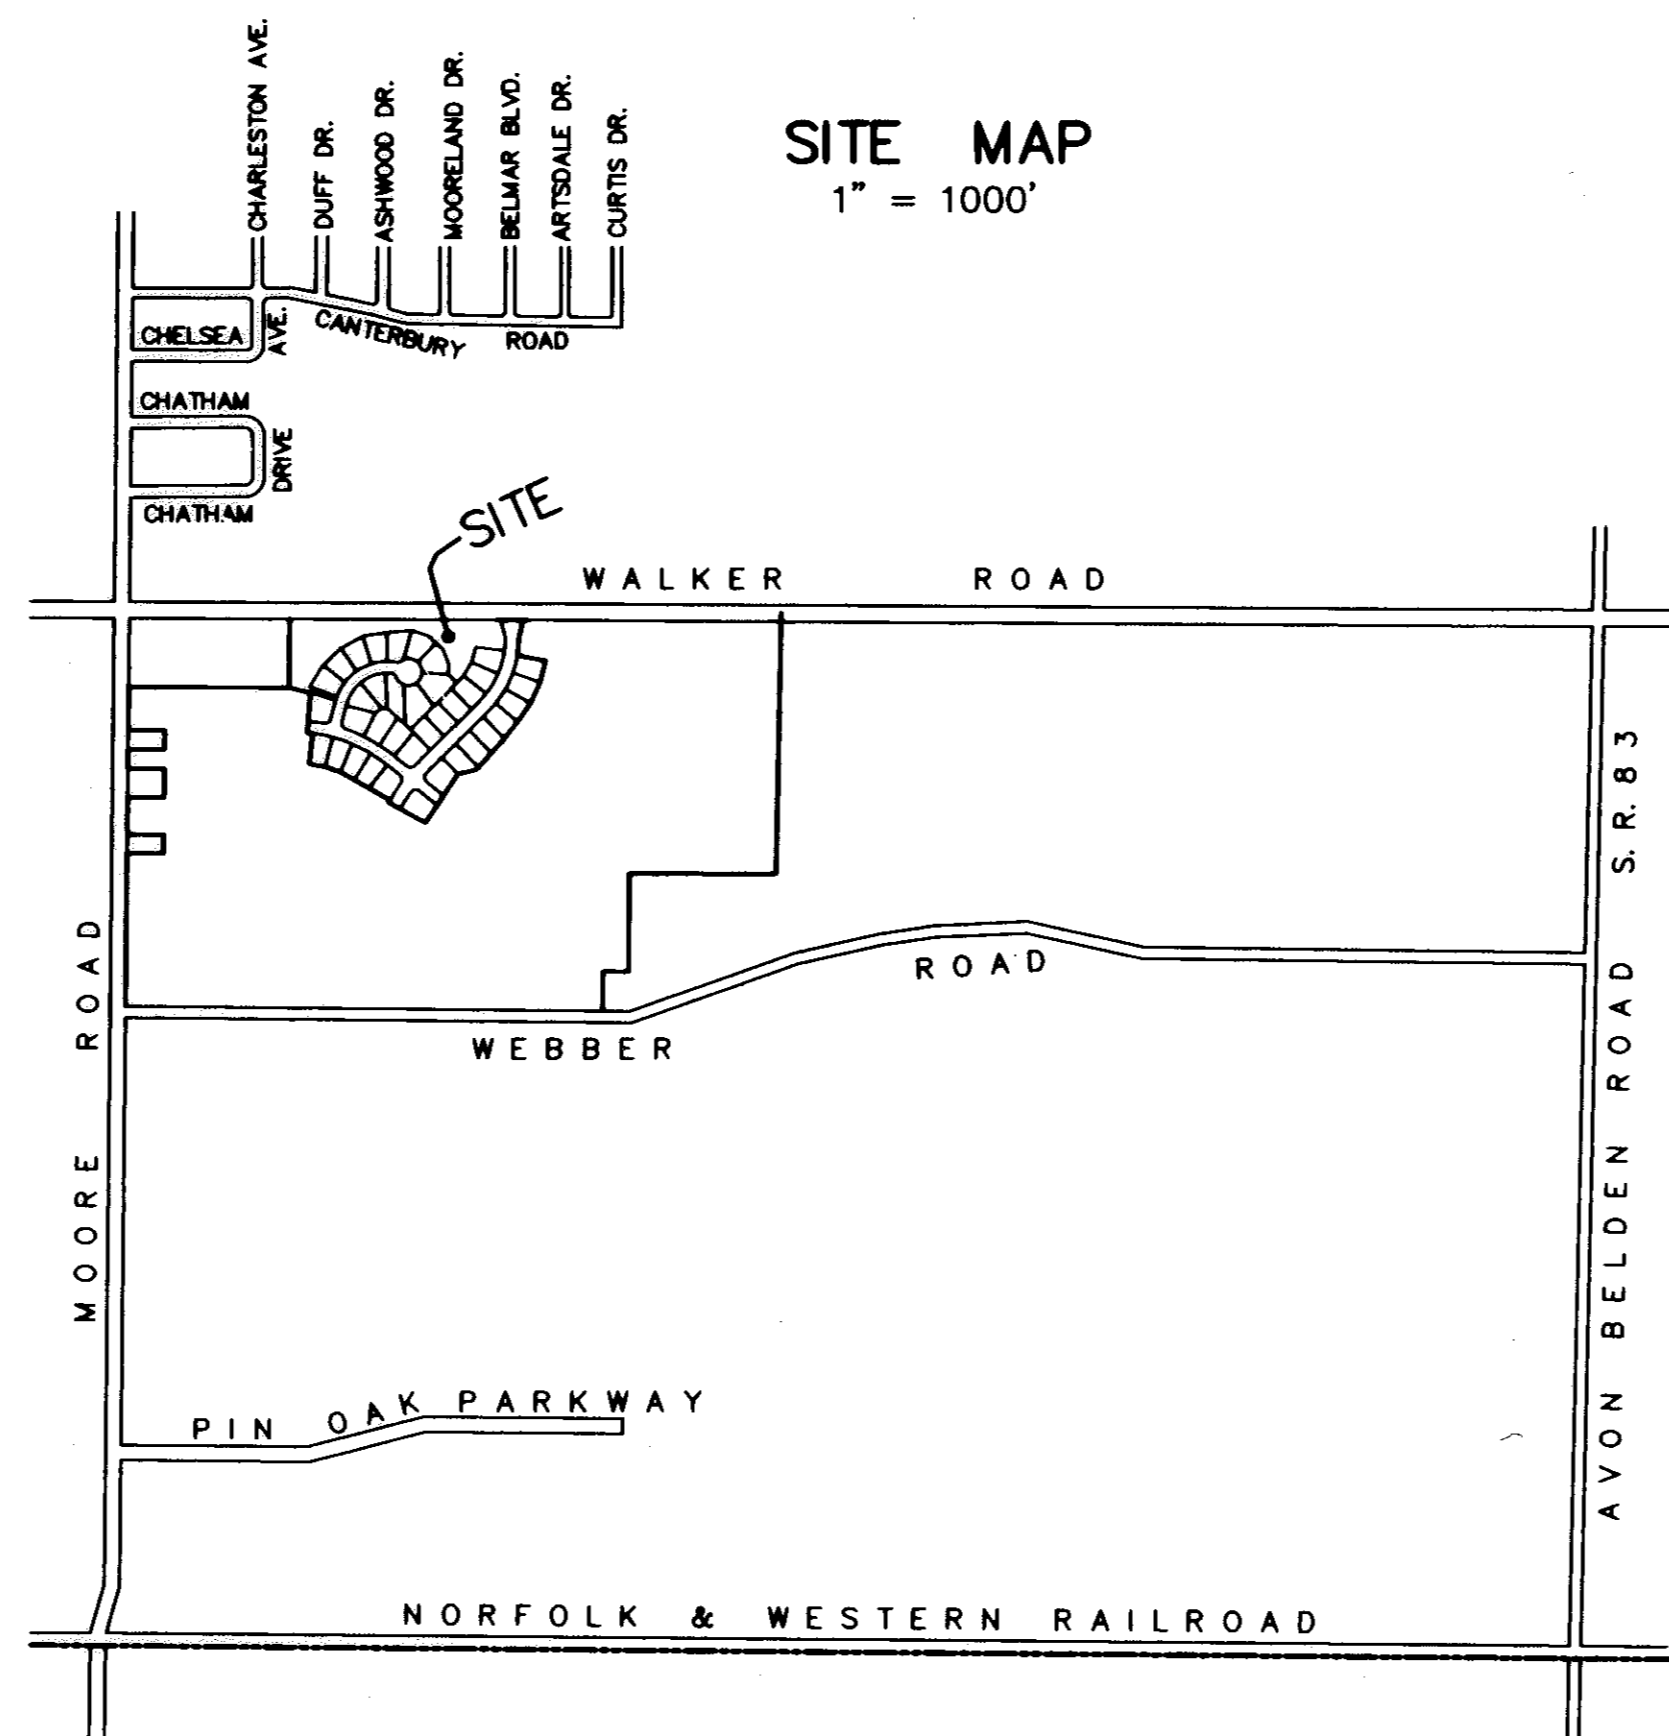 CHARLESTON AVE.
DUFF DR.
ASHWOOD DR.
MOORELAND DR.
BELMAR BLVD.
ARTSDALE DR.
CURTIS DR.
SITE MAP
1" = 1000'
CHELSEA
AVE.
CANTERBURY ROAD
CHATHAM
DRIVE
CHATHAM
SITE
WALKER ROAD
S. R. 83
ROAD
WEBBER
MOORE ROAD
AVON BELDEN ROAD
PIN OAK PARKWAY
NORFOLK & WESTERN RAILROAD